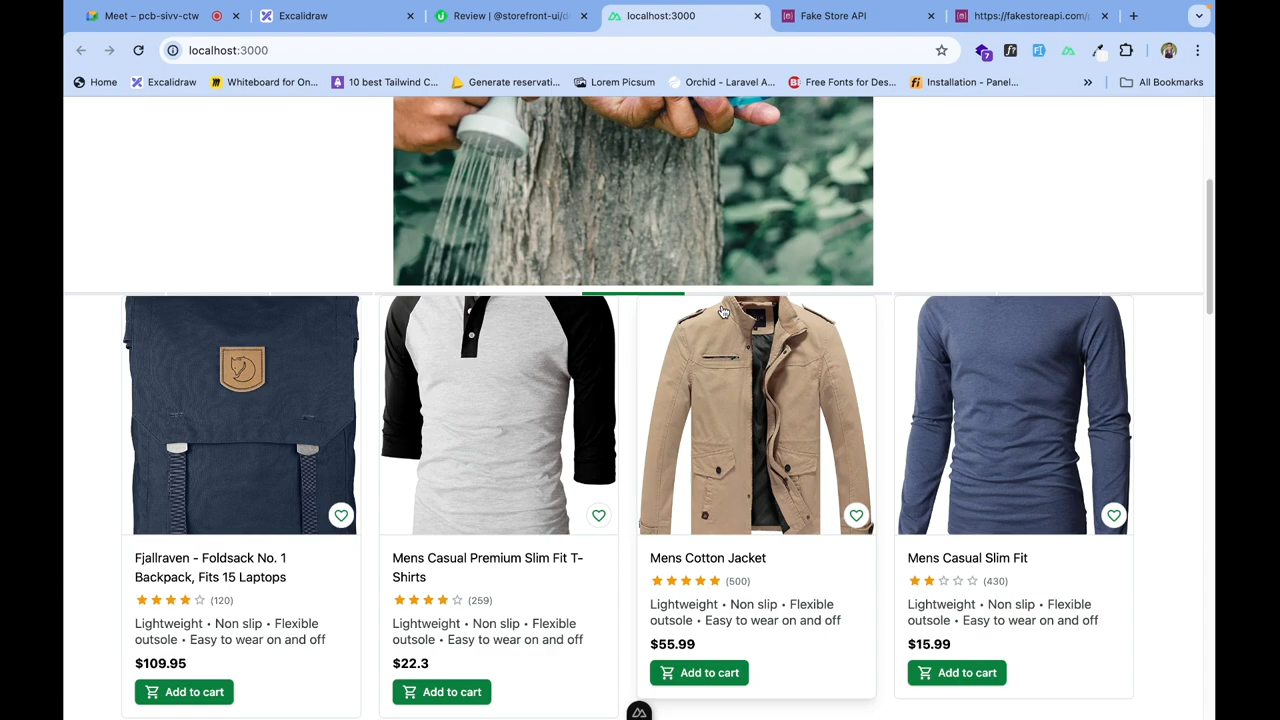 Meet – pcb-sivv-ctw
Excalidraw
Review | @storefront-ui/d
localhost:3000
Fake Store API
https://fakestoreapi.com/
localhost:3000
7
Home
Excalidraw
Whiteboard for On...
10 best Tailwind C...
Generate reservati...
Lorem Picsum
Orchid - Laravel A...
Free Fonts for Des...
Installation - Panel...
»
All Bookmarks
Fjallraven - Foldsack No. 1
Backpack, Fits 15 Laptops
(120)
Lightweight • Non slip • Flexible
outsole • Easy to wear on and off
$109.95
Add to cart
Mens Casual Premium Slim Fit T-
Shirts
(259)
Lightweight • Non slip • Flexible
outsole • Easy to wear on and off
$22.3
Add to cart
Mens Cotton Jacket
(500)
Lightweight • Non slip • Flexible
outsole • Easy to wear on and off
$55.99
Add to cart
Mens Casual Slim Fit
(430)
Lightweight • Non slip • Flexible
outsole • Easy to wear on and off
$15.99
Add to cart